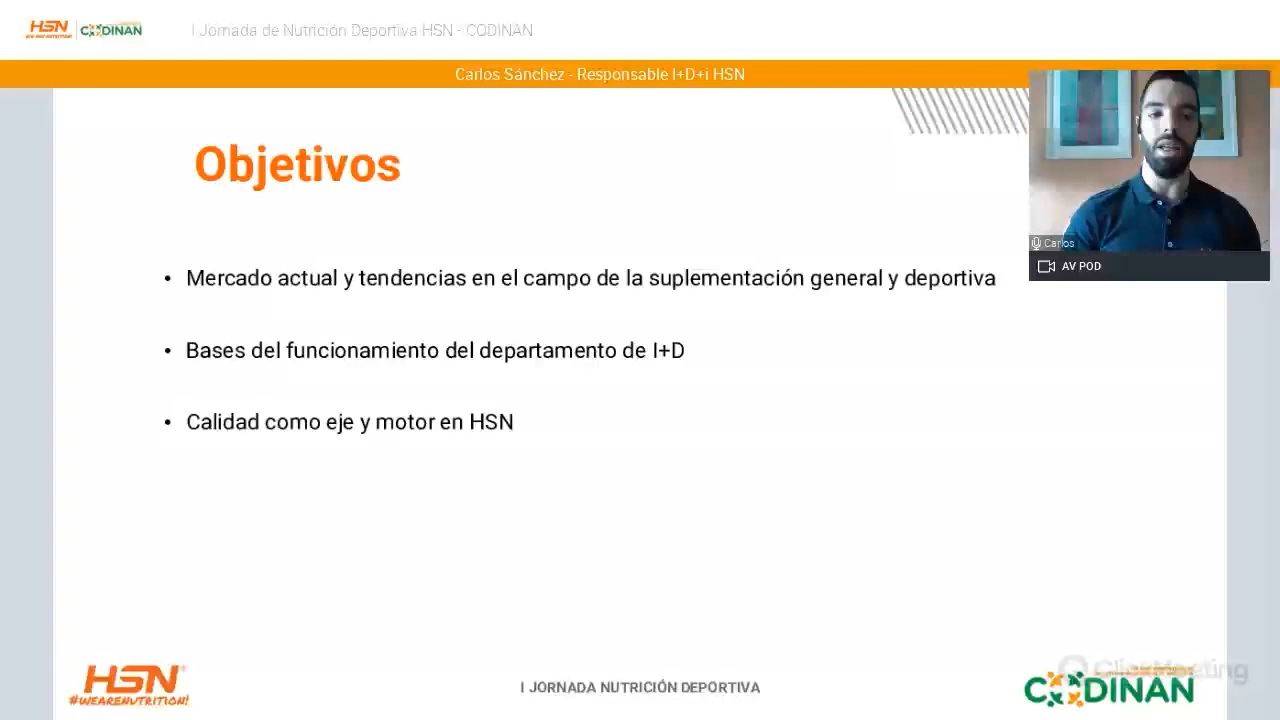 HSN
CODINAN
I Jornada de Nutrición Deportiva HSN - CODINAN
Carlos Sánchez - Responsable I+D+i HSN
Carlos
AV POD
Objetivos
• Mercado actual y tendencias en el campo de la suplementación general y deportiva
• Bases del funcionamiento del departamento de I+D
• Calidad como eje y motor en HSN
HSN®
#WEARENUTRITION!
I JORNADA NUTRICIÓN DEPORTIVA
ClickMeeting
CODINAN